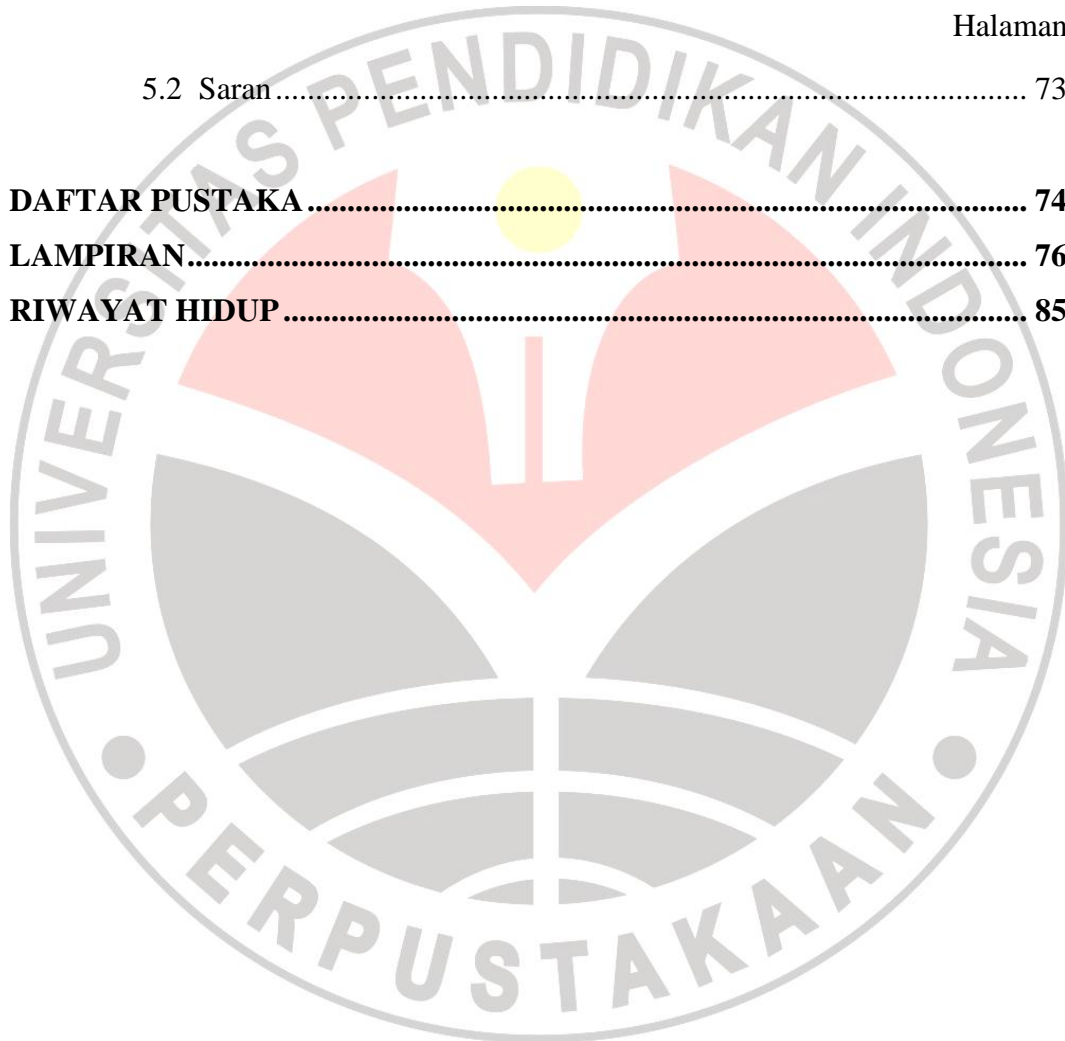 Halaman
5.2 Saran.............................................................................................. 73
DAFTAR PUSTAKA........................................................................................... 74
LAMPIRAN.......................................................................................................... 76
RIWAYAT HIDUP.............................................................................................. 85
UNIVERSITAS PENDIDIKAN INDONESIA
PERPUSTAKAAN